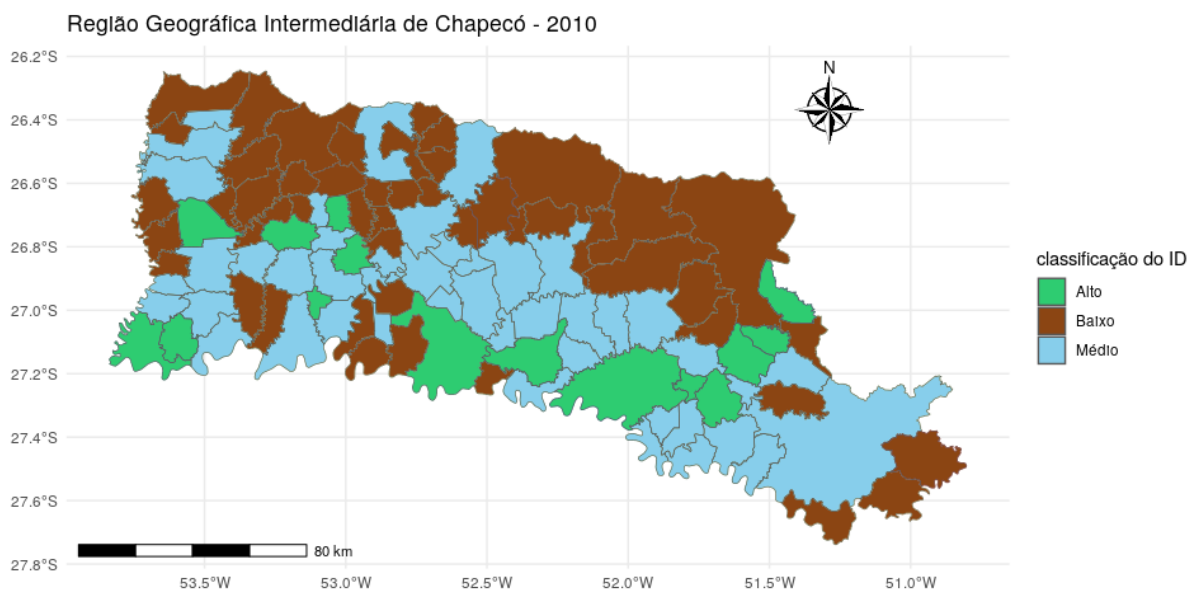 Região Geográfica Intermediária de Chapecó - 2010
26.2°S
26.4°S
26.6°S
26.8°S
27.0°S
27.2°S
27.4°S
27.6°S
27.8°S
N
80 km
53.5°W
53.0°W
52.5°W
52.0°W
51.5°W
51.0°W
classificação do ID
Alto
Baixo
Médio